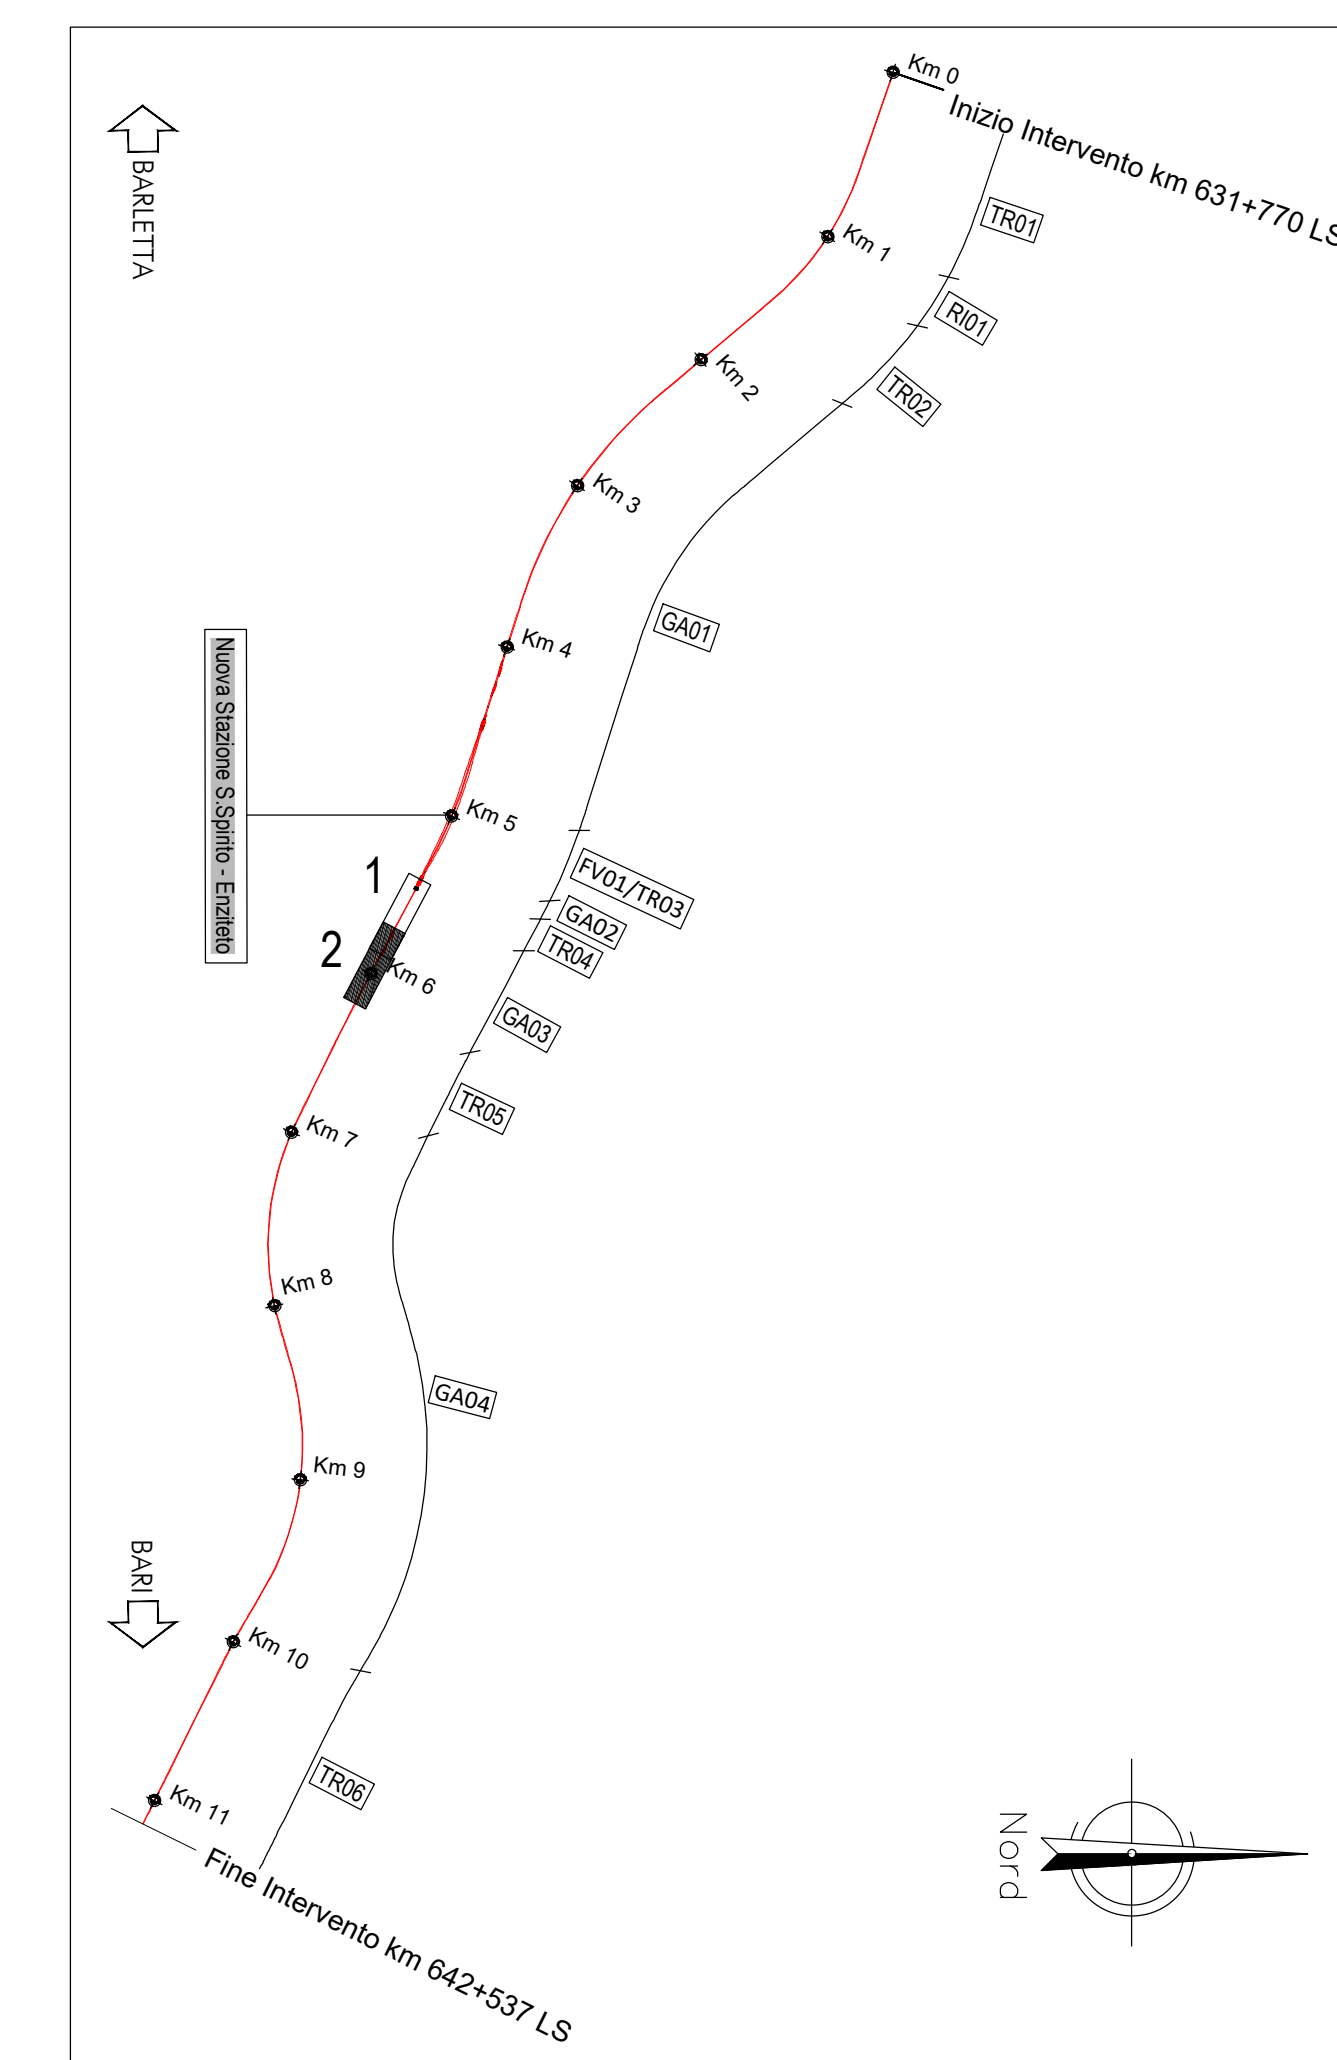 Km 0
Inizio Intervento km 631+770 LS
BARLETTA
TR01
Km 1
RI01
Km 2
TR02
Km 3
GA01
Km 4
Nuova Stazione S.Spirito - Enziteto
Km 5
1
FV01/TR03
GA02
2
Km 6
TR04
GA03
TR05
Km 7
Km 8
GA04
Km 9
BARI
Km 10
TR06
Km 11
Fine Intervento km 642+537 LS
Nord